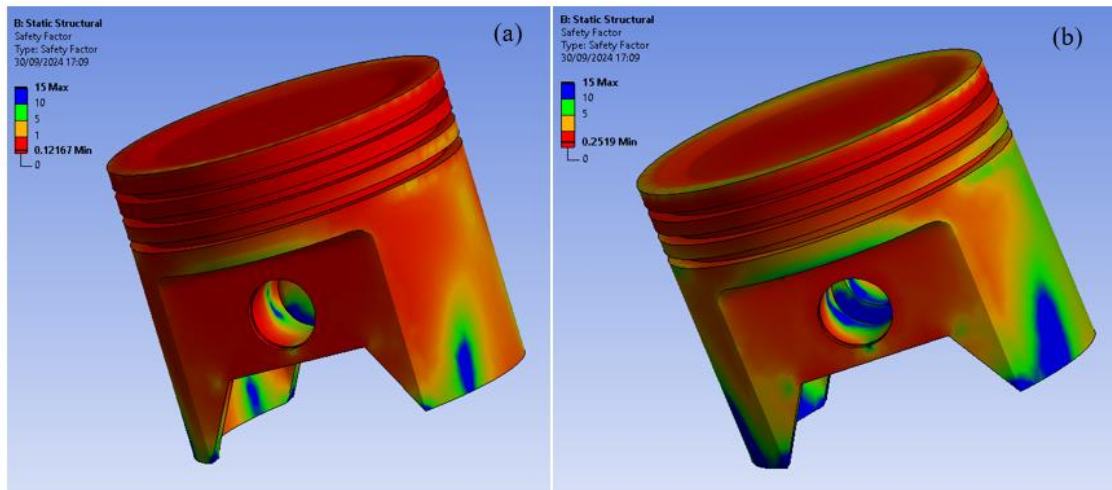 B: Static Structural
Safety Factor
Type: Safety Factor
30/09/2024 17:09
15 Max
10
5
1
0.12167 Min
0
(a)
B: Static Structural
Safety Factor
Type: Safety Factor
30/09/2024 17:09
15 Max
10
5
0.2519 Min
0
(b)